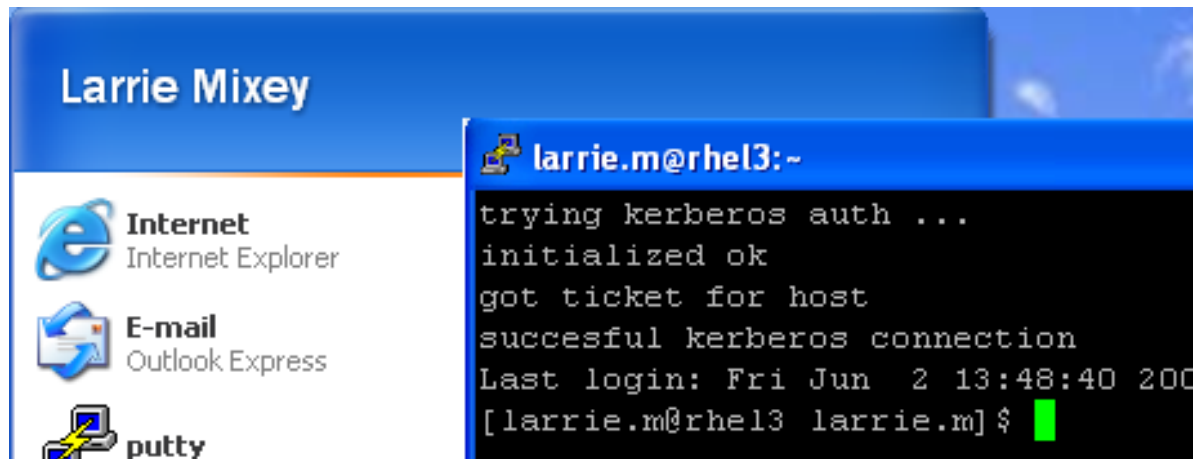 Larrie Mixey
Internet
Internet Explorer
E-mail
Outlook Express
putty
larrie.m@rhel3:~
trying kerberos auth ...
initialized ok
got ticket for host
succesful kerberos connection
Last login: Fri Jun  2 13:48:40 200
[larrie.m@rhel3 larrie.m]$